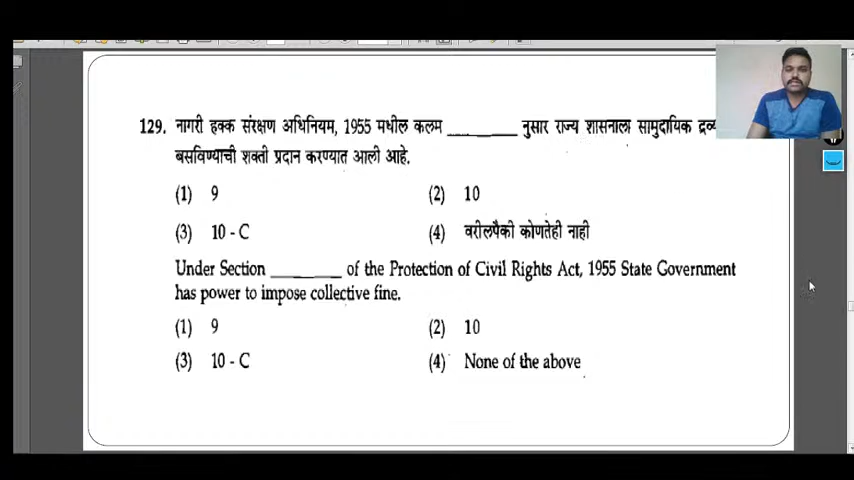 129. नागरी हक्क संरक्षण अधिनियम, 1955 मधील कलम ________ नुसार राज्य शासनाला सामुदायिक
बसविण्याची शक्ती प्रदान करण्यात आली आहे.
(1) 9 (2) 10
(3) 10 - C (4) वरीलपैकी कोणतेही नाही
Under Section ________ of the Protection of Civil Rights Act, 1955 State Government
has power to impose collective fine.
(1) 9 (2) 10
(3) 10 - C (4) None of the above